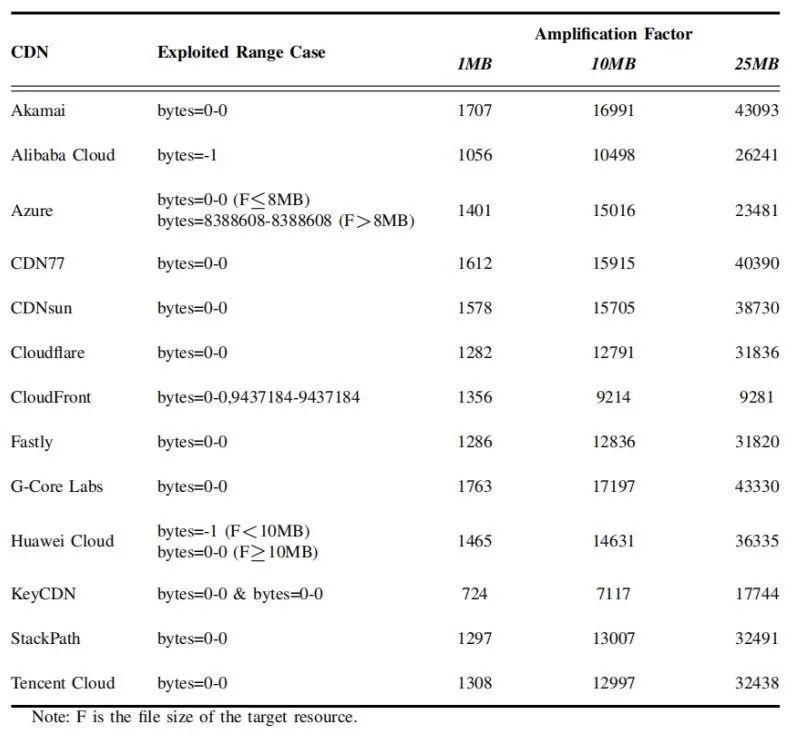 CDN Exploited Range Case Amplification Factor
1MB 10MB 25MB
Akamai bytes=0-0 1707 16991 43093
Alibaba Cloud bytes=-1 1056 10498 26241
Azure bytes=0-0 (F≤8MB) 1401 15016 23481
bytes=8388608-8388608 (F>8MB)
CDN77 bytes=0-0 1612 15915 40390
CDNsun bytes=0-0 1578 15705 38730
Cloudflare bytes=0-0 1282 12791 31836
CloudFront bytes=0-0,9437184-9437184 1356 9214 9281
Fastly bytes=0-0 1286 12836 31820
G-Core Labs bytes=0-0 1763 17197 43330
Huawei Cloud bytes=-1 (F<10MB) 1465 14631 36335
bytes=0-0 (F≥10MB)
KeyCDN bytes=0-0 & bytes=0-0 724 7117 17744
StackPath bytes=0-0 1297 13007 32491
Tencent Cloud bytes=0-0 1308 12997 32438
Note: F is the file size of the target resource.